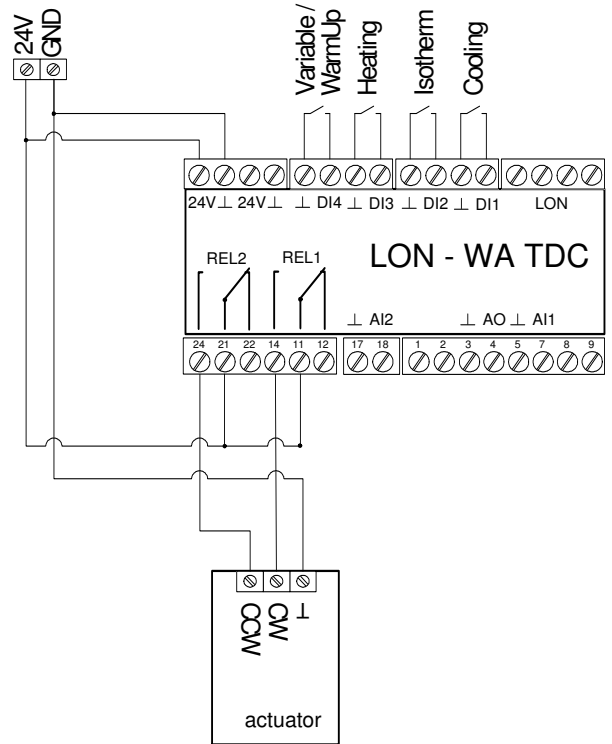 24V
GND
Variable /
WarmUp
Heating
Isotherm
Cooling
24V ⊥ 24V ⊥ ⊥ DI4 ⊥ DI3 ⊥ DI2 ⊥ DI1 LON
REL2 REL1 LON - WA TDC
⊥ AI2 ⊥ AO ⊥ AI1
24 21 22 14 11 12 17 18 1 2 3 4 5 7 8 9
CCW
CW
⊥
actuator